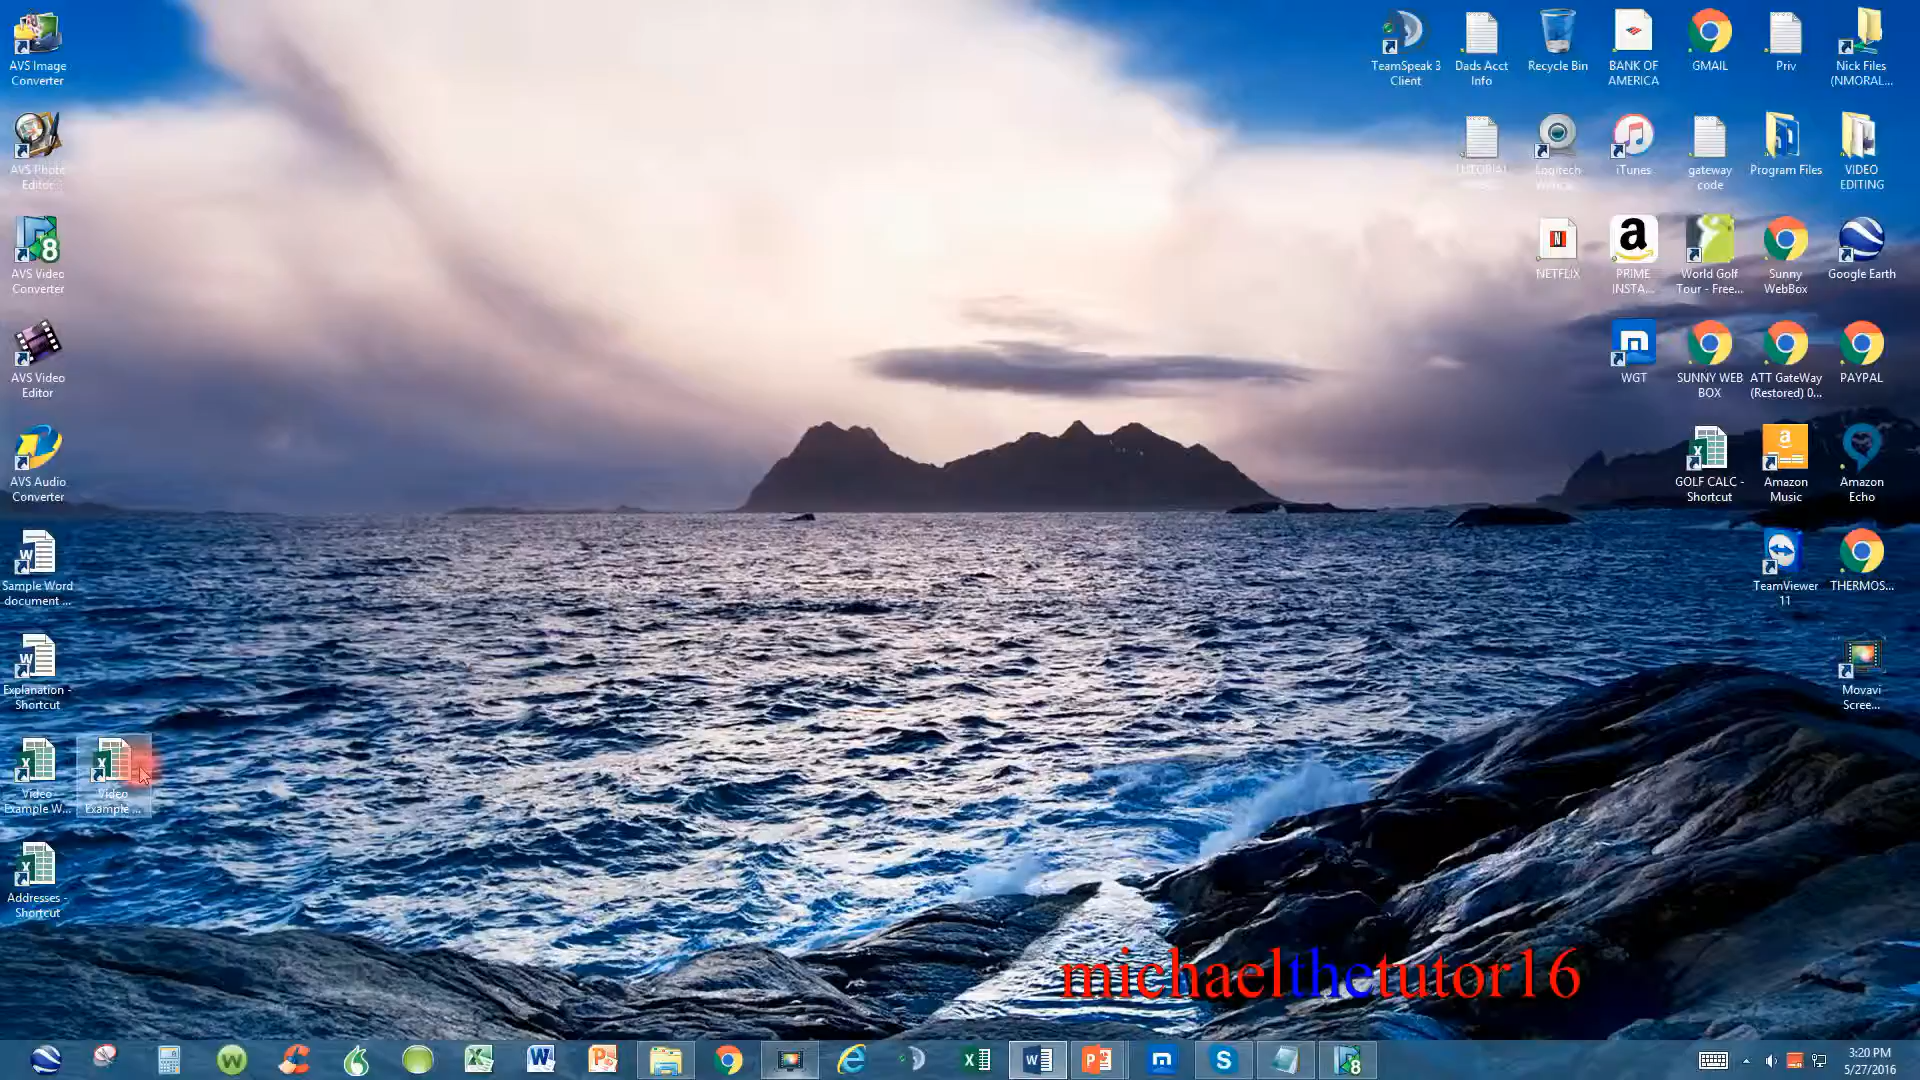 AVS Image
Converter
AVS Photo
Editor
AVS Video
Converter
AVS Video
Editor
AVS Audio
Converter
Sample Word
document ...
Explanation -
Shortcut
Video
Example W...
Video
Example ...
Addresses -
Shortcut
TeamSpeak 3
Client
Dads Acct
Info
Recycle Bin
BANK OF
AMERICA
GMAIL
Priv
Nick Files
(NMORAL...
TUTORIAL
Logitech
iTunes
gateway
code
Program Files
VIDEO
EDITING
NETFLIX
PRIME
INSTA...
World Golf
Tour - Free...
Sunny
WebBox
Google Earth
WGT
SUNNY WEB
BOX
ATT GateWay
(Restored) 0...
PAYPAL
GOLF CALC -
Shortcut
Amazon
Music
Amazon
Echo
TeamViewer
11
THERMOS...
Movavi
Scree...
michaelthetutor16
3:20 PM
5/27/2016